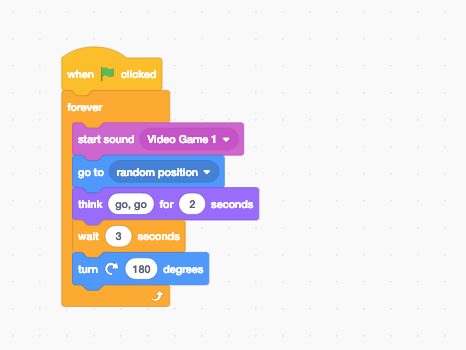 when clicked
forever
start sound Video Game 1
go to random position
think go, go for 2 seconds
wait 3 seconds
turn 180 degrees